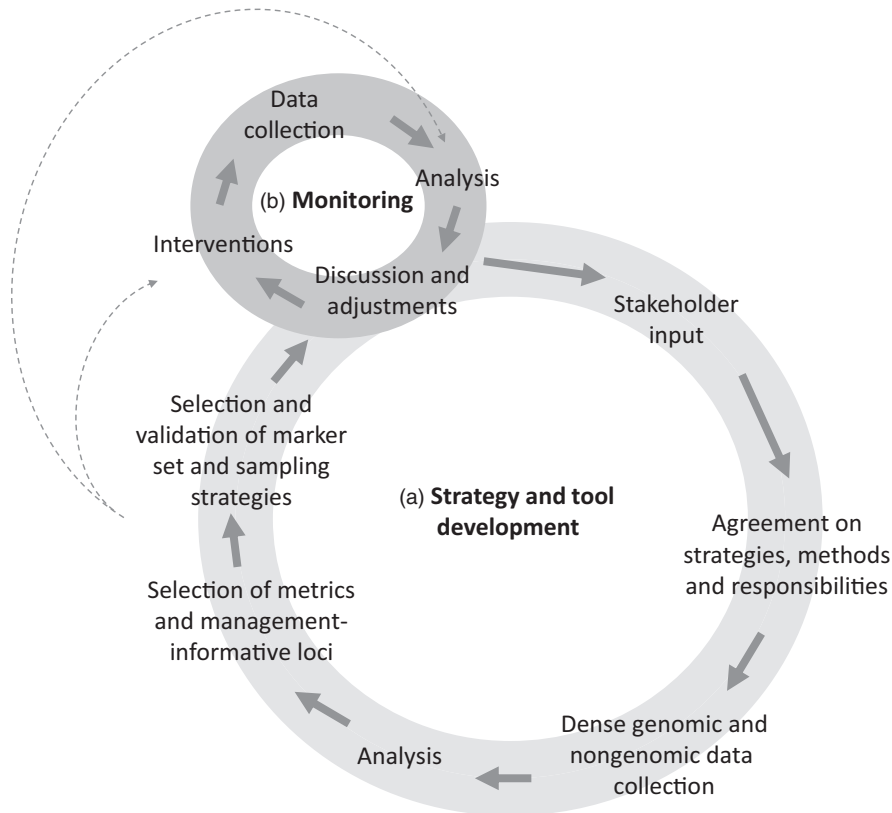 Data
collection
Analysis
(b) Monitoring
Interventions
Discussion and
adjustments
Stakeholder
input
Selection and
validation of marker
set and sampling
strategies
(a) Strategy and tool
development
Agreement on
strategies, methods
and responsibilities
Selection of metrics
and management-
informative loci
Dense genomic and
nongenomic data
collection
Analysis